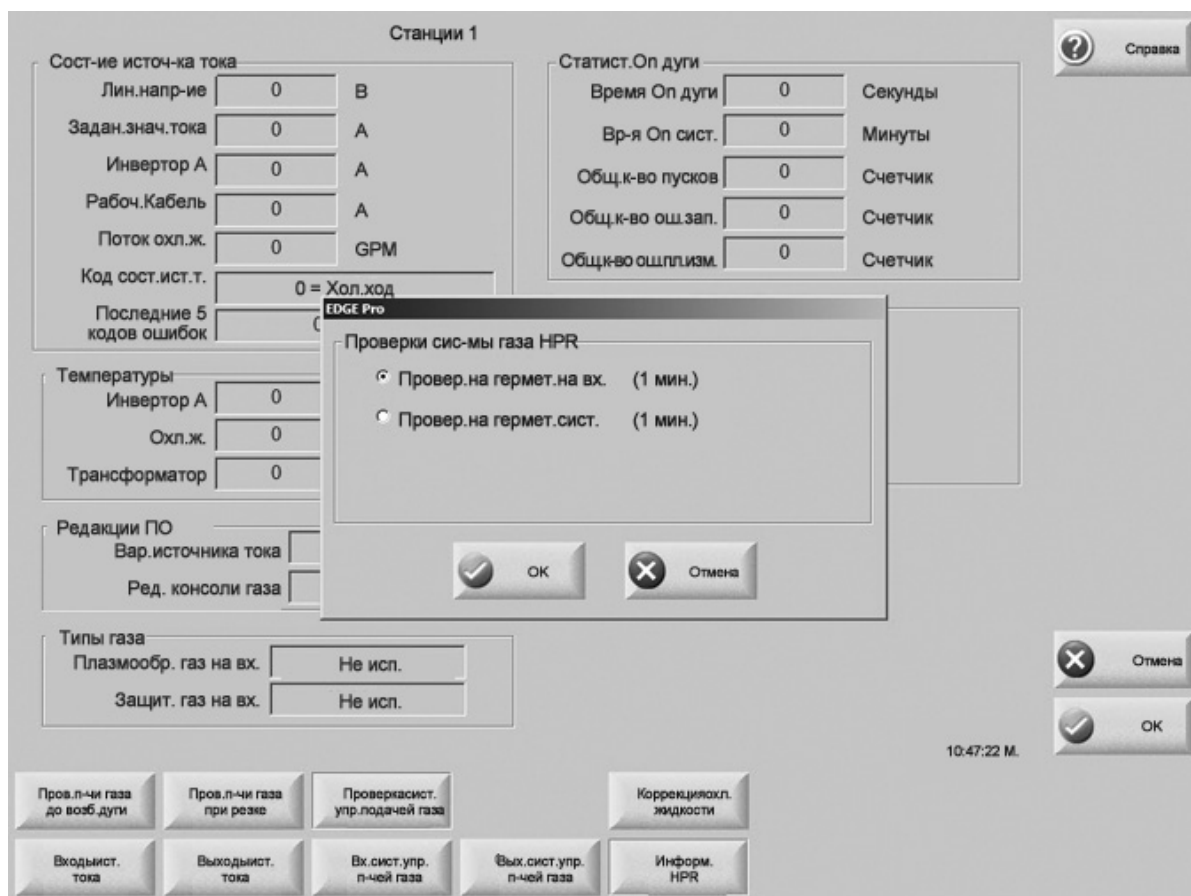 Станции 1
Справка
Сост-ие источ-ка тока
Лин.напр-ие 0 В
Задан.знач.тока 0 А
Инвертор А 0 А
Рабоч.Кабель 0 А
Поток охл.ж. 0 GPM
Код сост.ист.т. 0 = Хол.ход
Последние 5
кодов ошибок
Статист.Оп дуги
Время Оп дуги 0 Секунды
Вр-я Оп сист. 0 Минуты
Общ.к-во пусков 0 Счетчик
Общ.к-во ош.зап. 0 Счетчик
Общ.к-во ош.пл.изм. 0 Счетчик
EDGE Pro
Проверки сис-мы газа HPR
Провер.на гермет.на вх. (1 мин.)
Провер.на гермет.сист. (1 мин.)
OK
Отмена
Температуры
Инвертор А 0
Охл.ж. 0
Трансформатор 0
Редакции ПО
Вар.источника тока
Ред. консоли газа
Типы газа
Плазмообр. газ на вх. Не исп.
Защит. газ на вх. Не исп.
Отмена
OK
10:47:22 М.
Пров.п-чи газа
до возб.дуги
Пров.п-чи газа
при резке
Проверкасист.
упр.подачей газа
Коррекцияохл.
жидкости
Входыист.
тока
Выходыист.
тока
Вх.сист.упр.
п-чей газа
Вых.сист.упр.
п-чей газа
Информ.
HPR